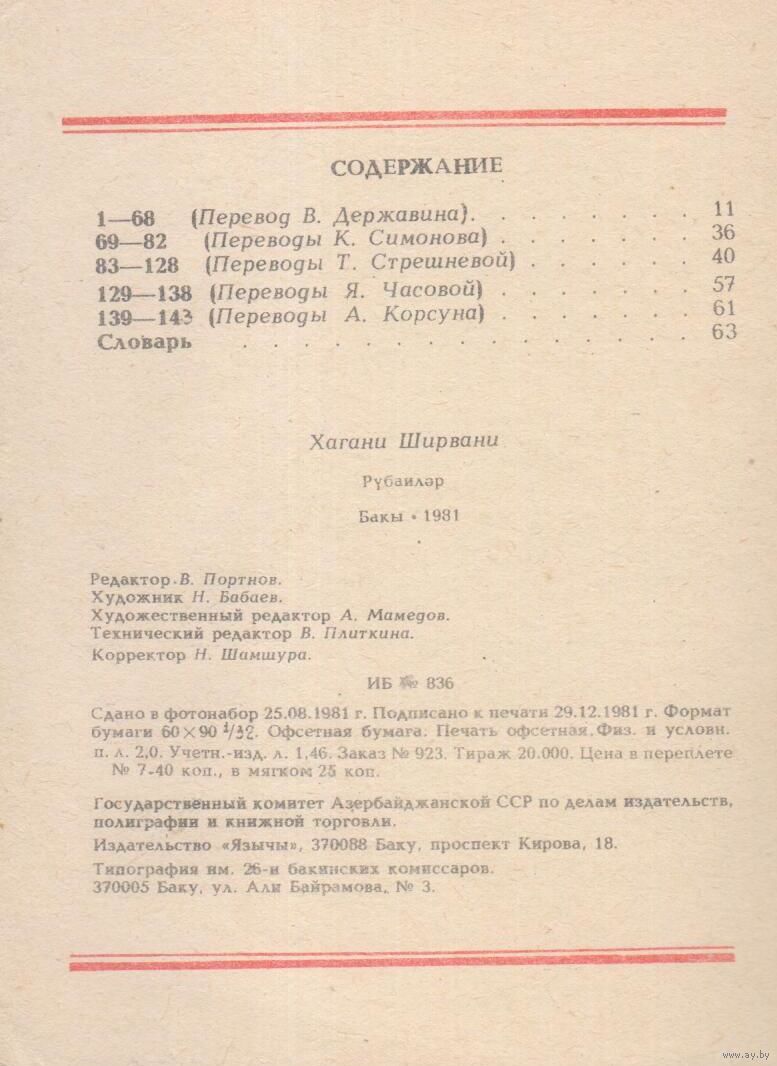 СОДЕРЖАНИЕ
1—68 (Перевод В. Державина). . . . . . . . 11
69—82 (Переводы К. Симонова) . . . . . . . 36
83—128 (Переводы Т. Стрешневой) . . . . . . 40
129—138 (Переводы Я. Часовой) . . . . . . . 57
139—143 (Переводы А. Корсуна) . . . . . . . 61
Словарь . . . . . . . . . . . . . . . 63
Хагани Ширвани
Рүбаиләр
Бакы • 1981
Редактор В. Портнов.
Художник Н. Бабаев.
Художественный редактор А. Мамедов.
Технический редактор В. Плиткина.
Корректор Н. Шамшура.
ИБ № 836
Сдано в фотонабор 25.08.1981 г. Подписано к печати 29.12.1981 г. Формат
бумаги 60×90 1/32. Офсетная бумага. Печать офсетная. Физ. и условн.
п. л. 2,0. Учетн.-изд. л. 1,46. Заказ № 923. Тираж 20.000. Цена в переплете
№ 7-40 коп., в мягком 25 коп.
Государственный комитет Азербайджанской ССР по делам издательств,
полиграфии и книжной торговли.
Издательство «Языçы», 370088 Баку, проспект Кирова, 18.
Типография им. 26-и бакинских комиссаров.
370005 Баку, ул. Али Байрамова, № 3.
www.ay.by